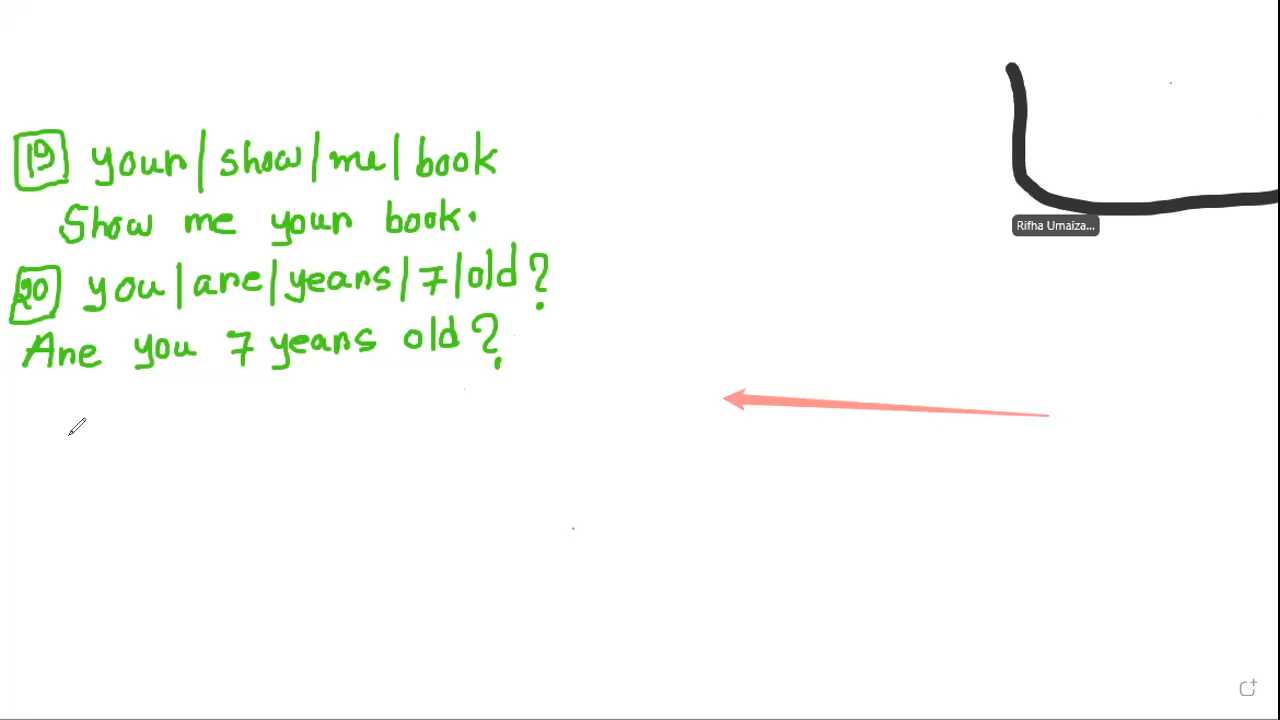 19 your/show/me/book
Show me your book.
20 you/are/years/7/old?
Are you 7 years old?
Rifha Umaiza...